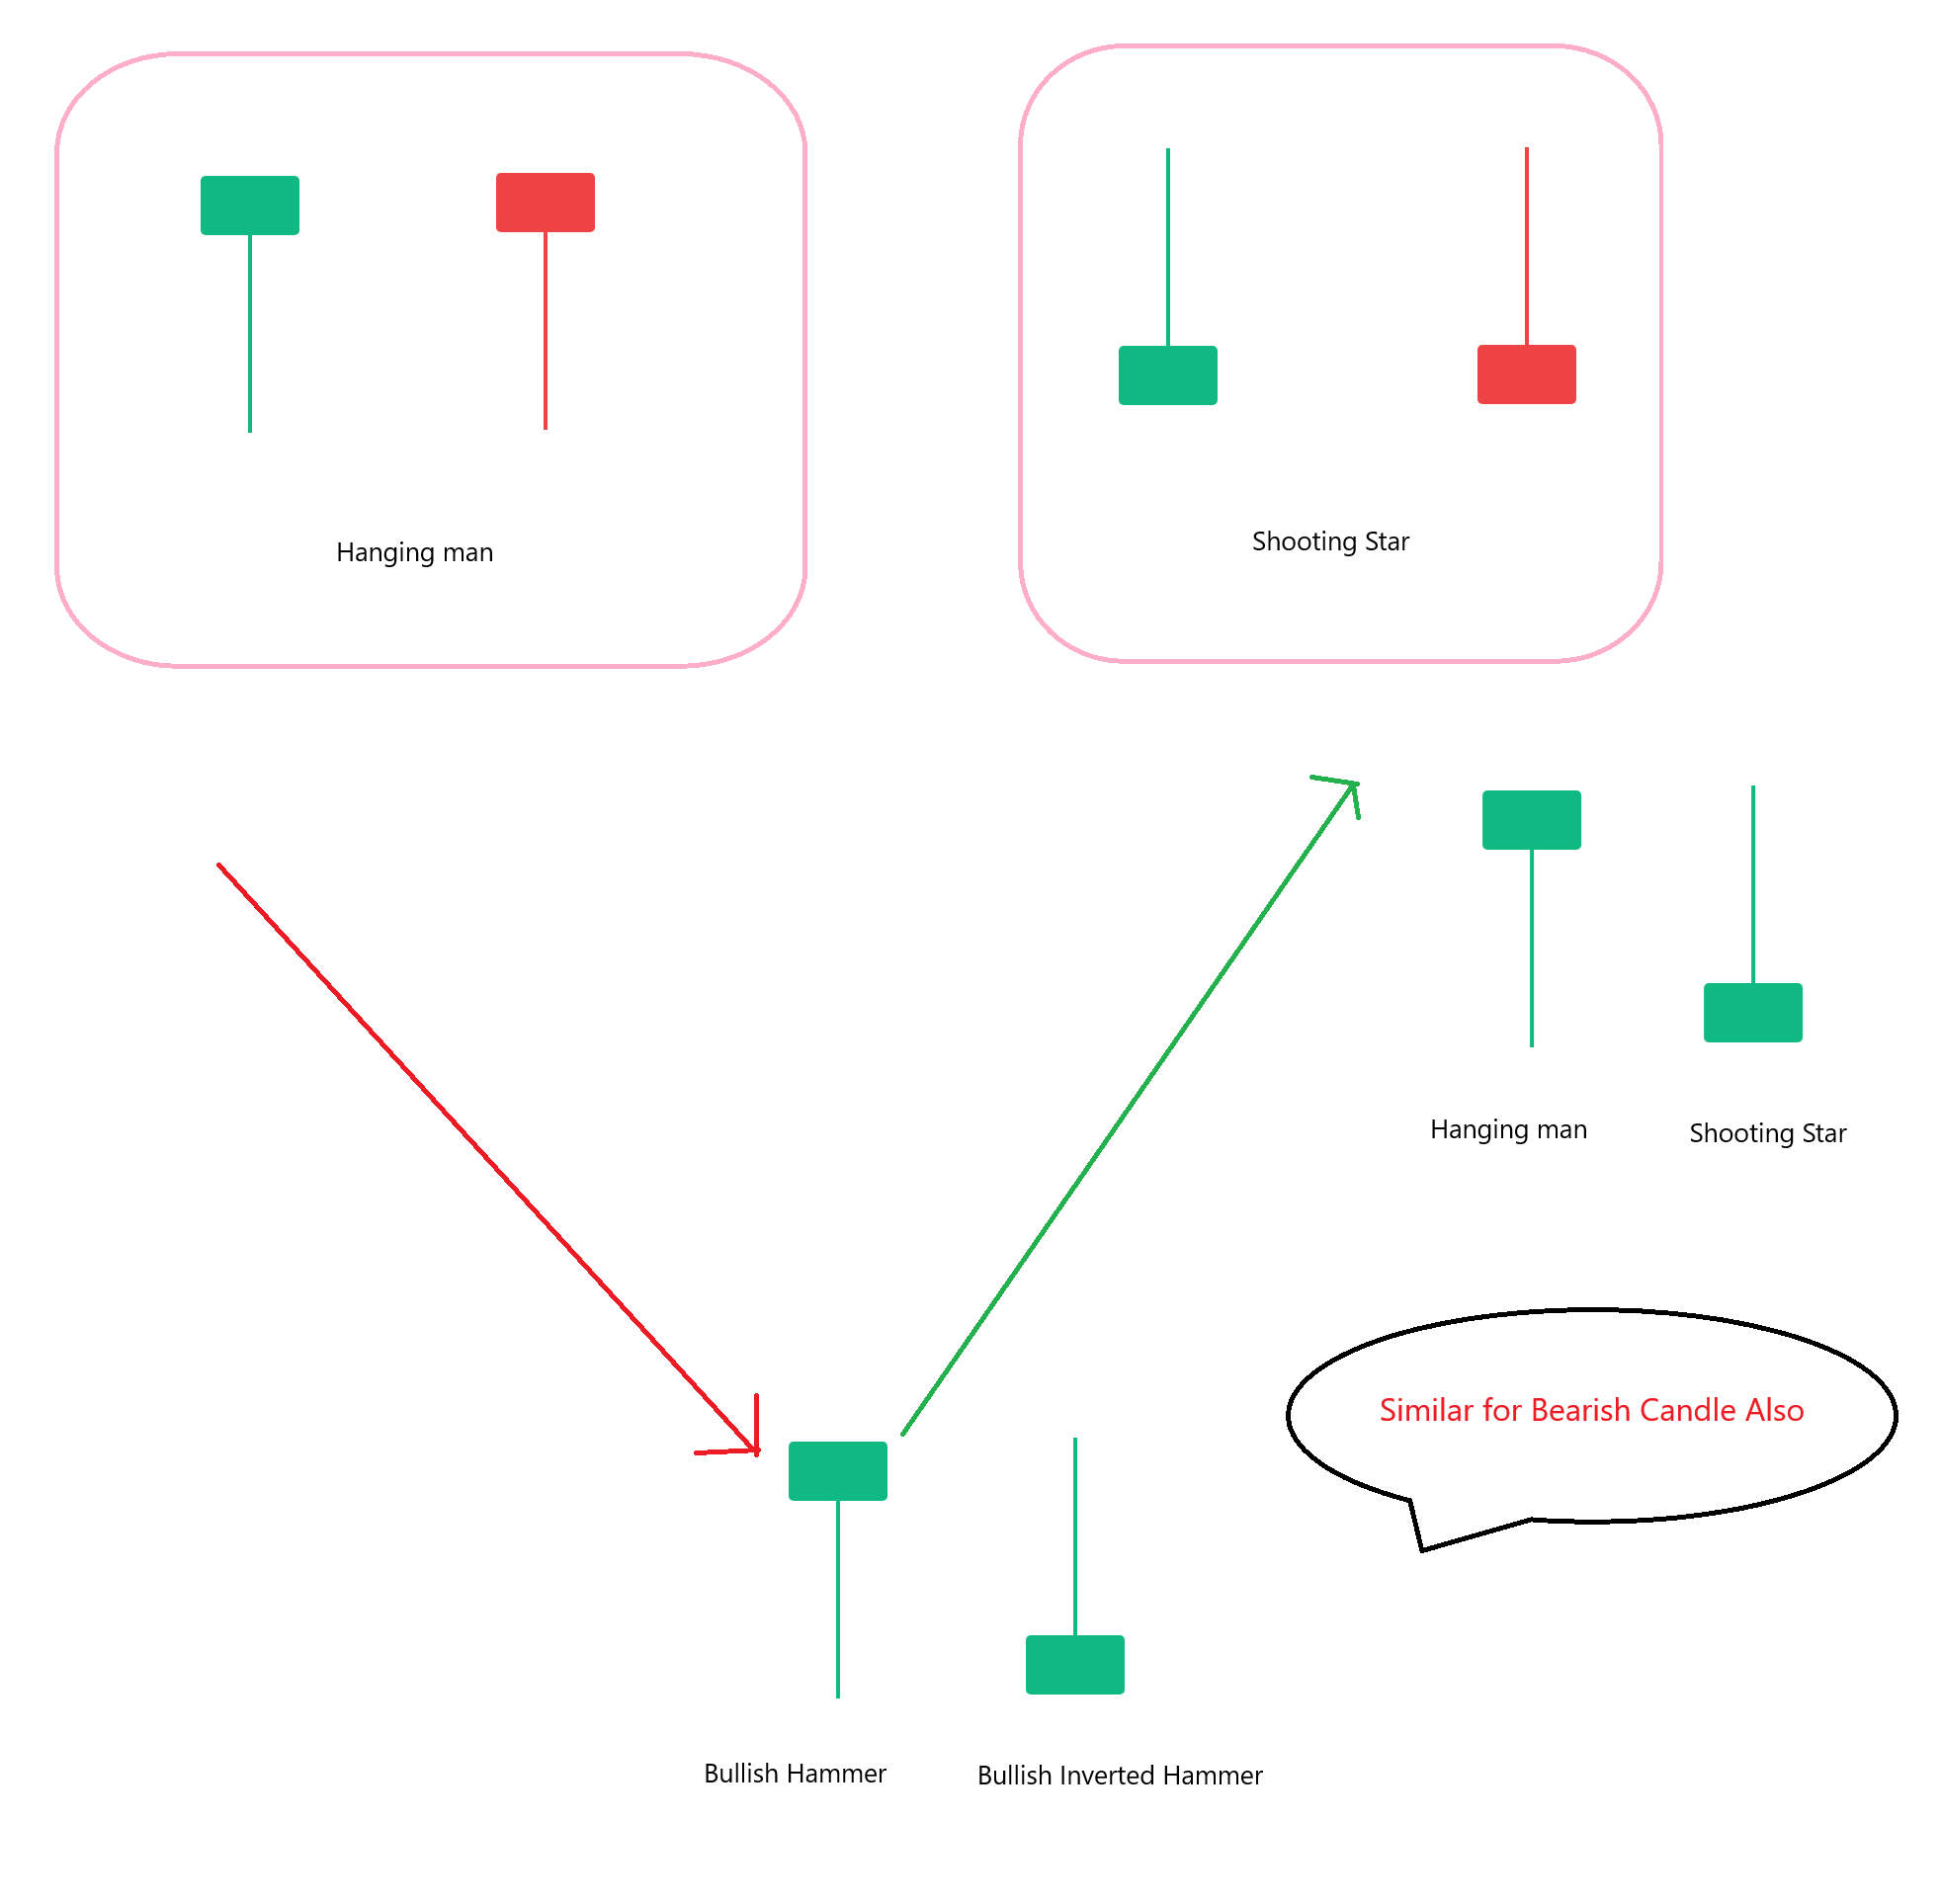 Hanging man
Shooting Star
Hanging man
Shooting Star
Similar for Bearish Candle Also
Bullish Hammer
Bullish Inverted Hammer